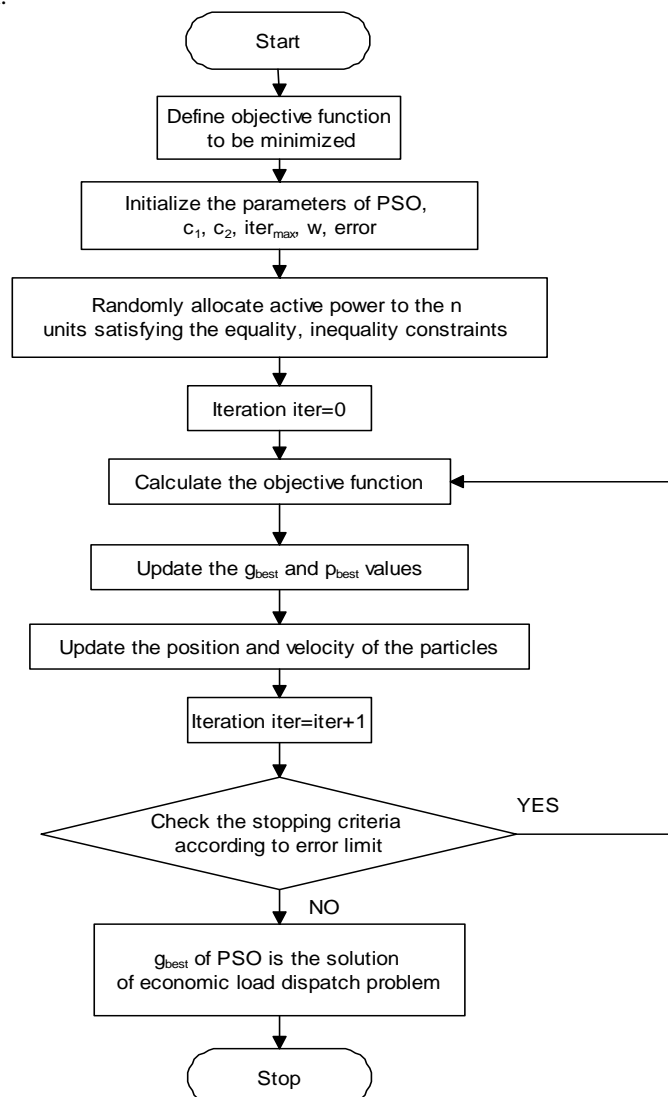 .
Start
Define objective function
to be minimized
Initialize the parameters of PSO,
c₁, c₂, iterₘₐₓ, w, error
Randomly allocate active power to the n
units satisfying the equality, inequality constraints
Iteration iter=0
Calculate the objective function
Update the g_best and p_best values
Update the position and velocity of the particles
Iteration iter=iter+1
Check the stopping criteria
according to error limit
YES
NO
g_best of PSO is the solution
of economic load dispatch problem
Stop